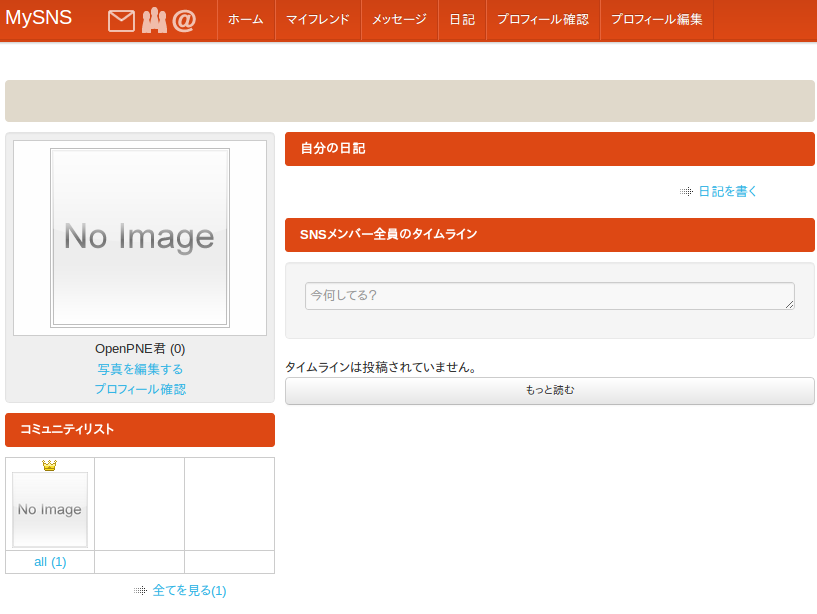 MySNS @ ホーム マイフレンド メッセージ 日記 プロフィール確認 プロフィール編集
No Image
OpenPNE君 (0)
写真を編集する
プロフィール確認
コミュニティリスト
No Image
all (1)
全てを見る(1)
自分の日記
日記を書く
SNSメンバー全員のタイムライン
今何してる？
タイムラインは投稿されていません。
もっと読む